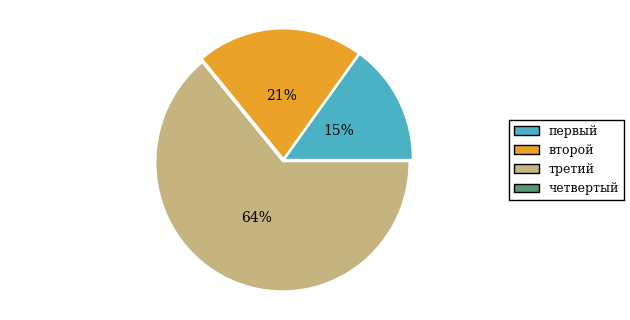 21%
15%
64%
первый
второй
третий
четвертый